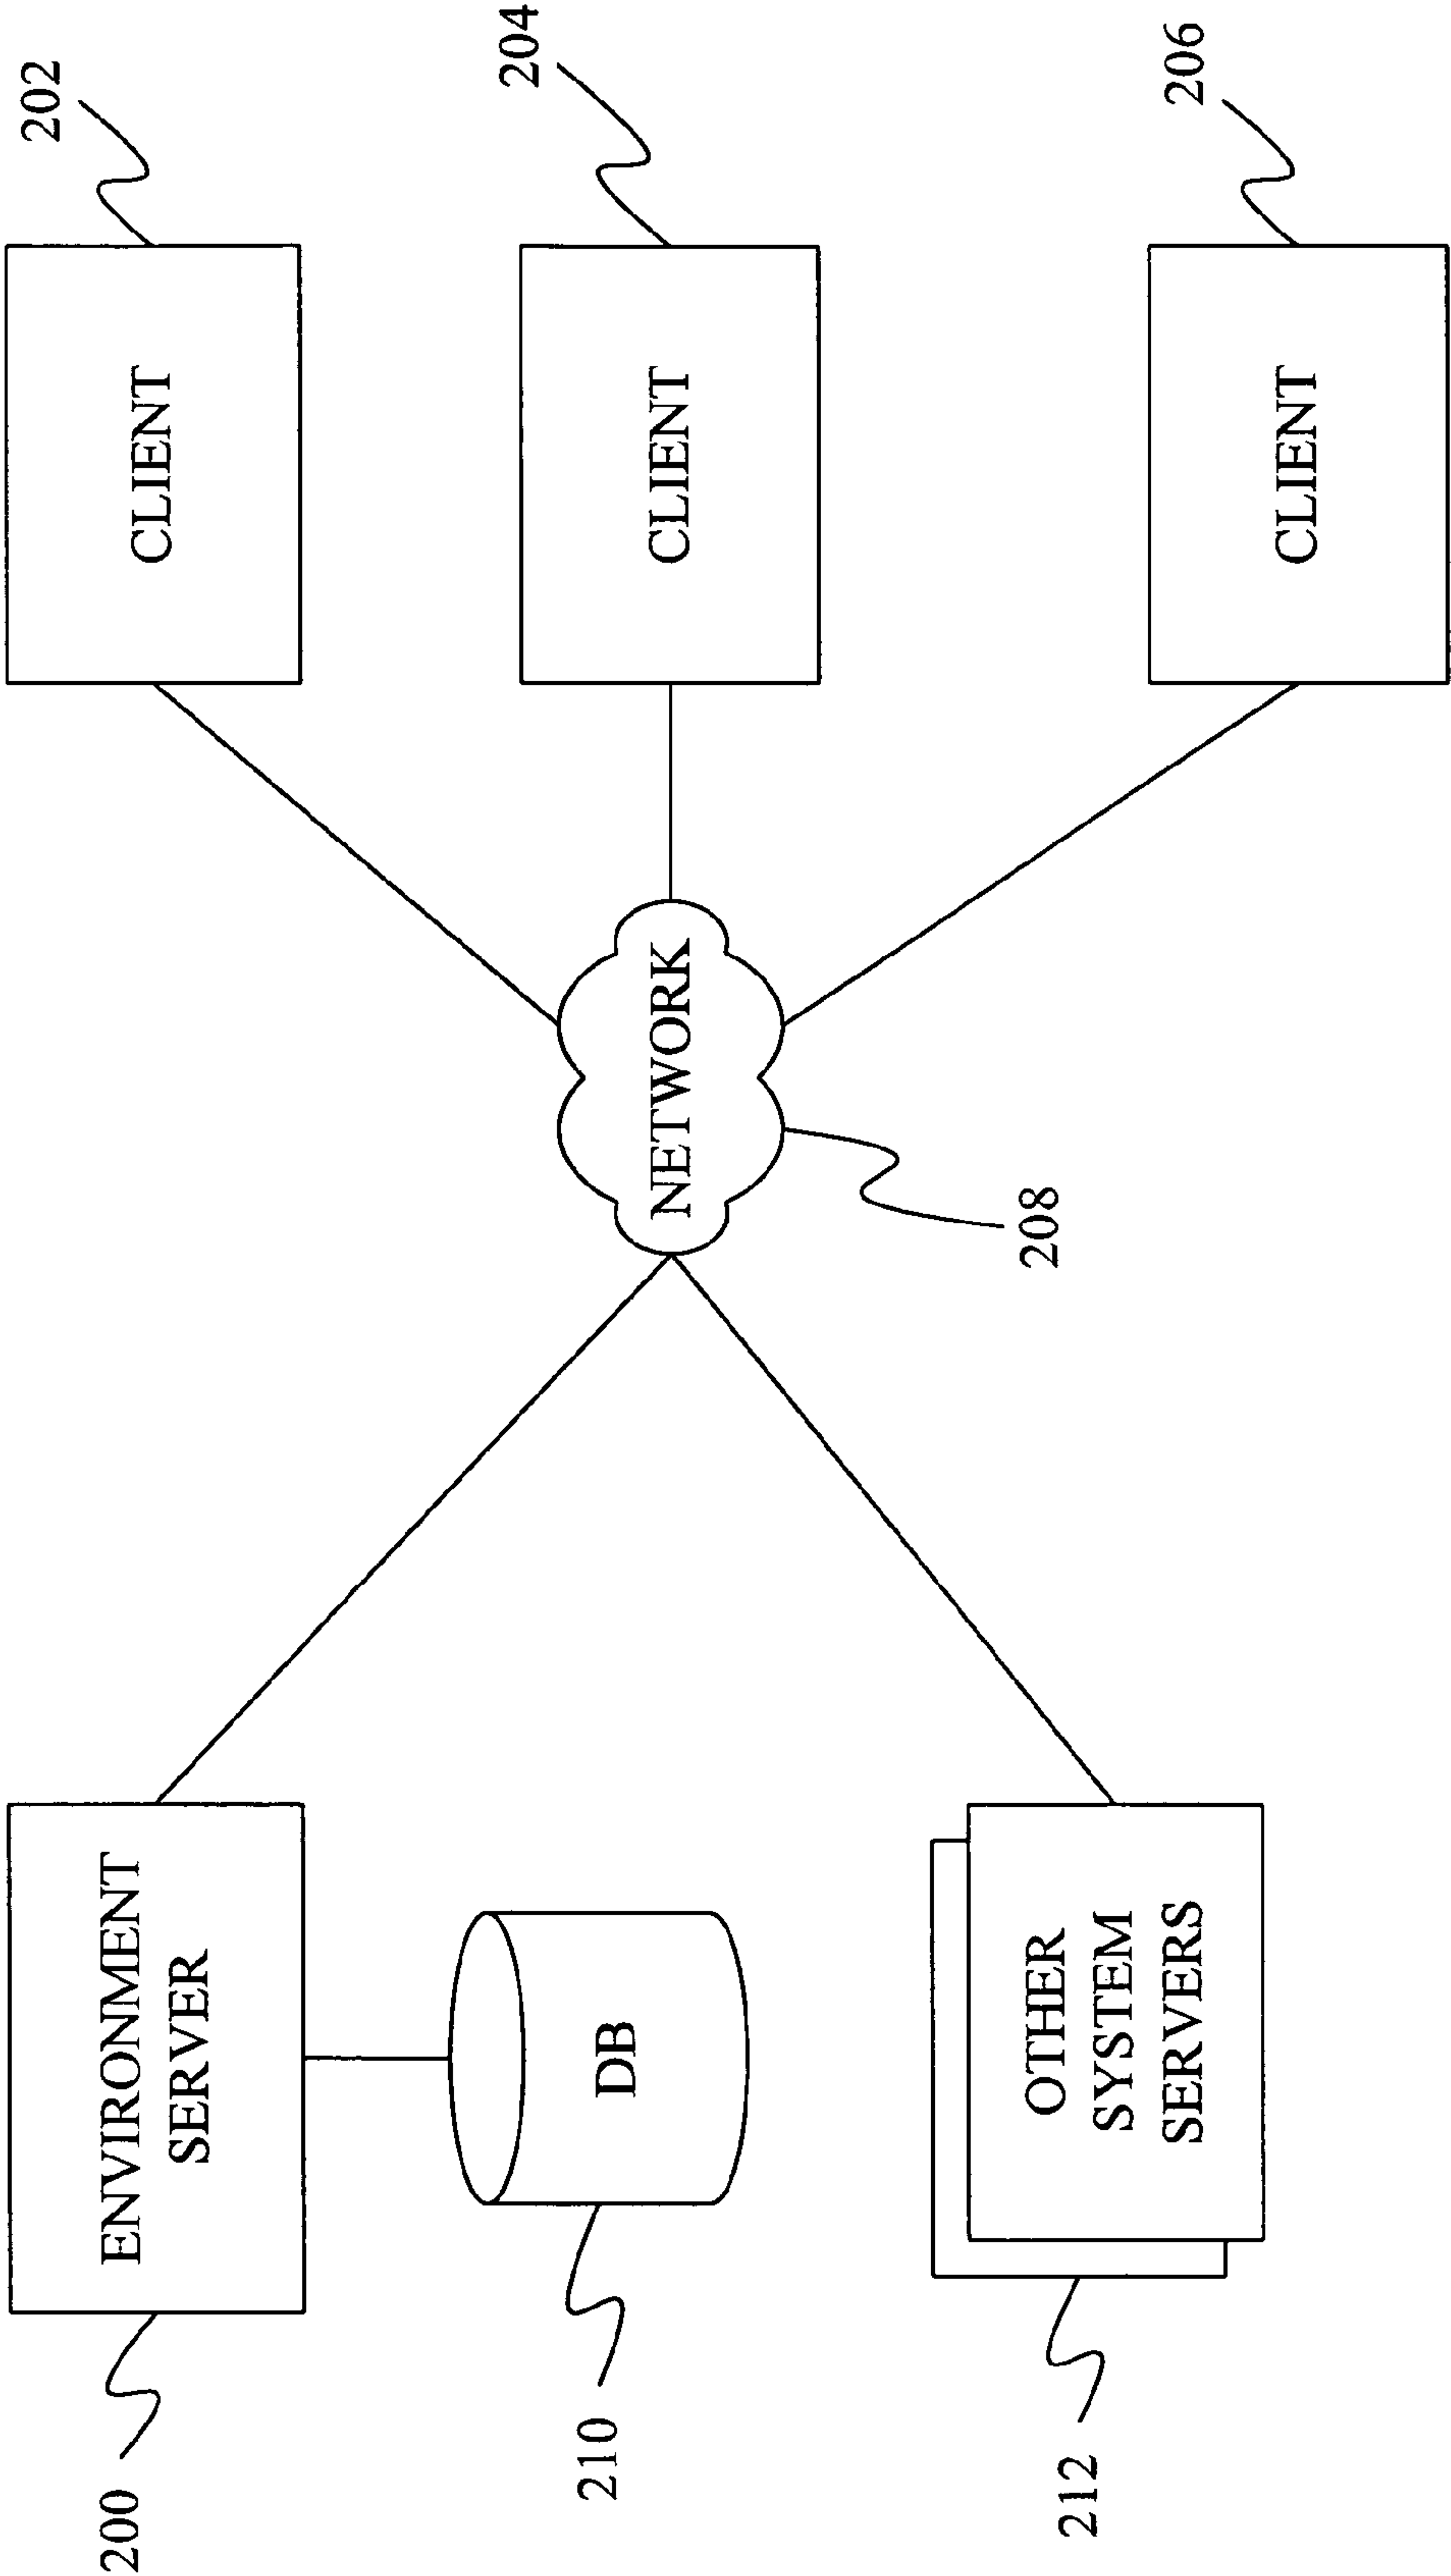 200
ENVIRONMENT
SERVER
210
DB
212
OTHER
SYSTEM
SERVERS
NETWORK
208
CLIENT
202
CLIENT
204
CLIENT
206